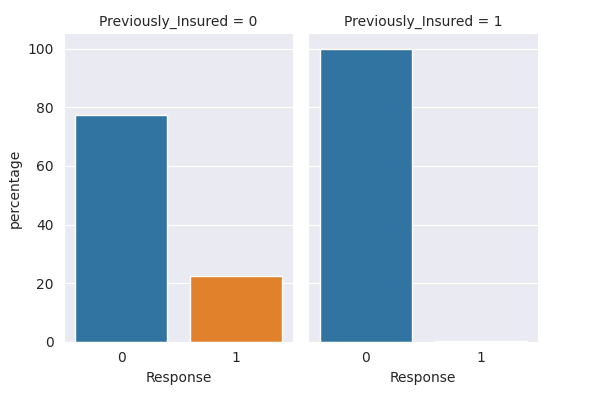 Previously_Insured = 0
Previously_Insured = 1
percentage
100
80
60
40
20
0
0 1
0 1
Response
Response